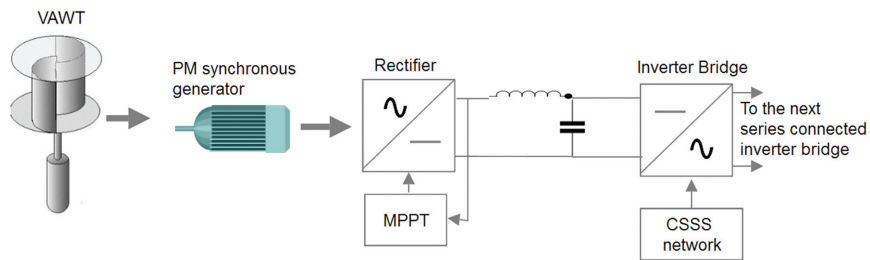 VAWT
PM synchronous
generator
Rectifier
MPPT
Inverter Bridge
To the next
series connected
inverter bridge
CSSS
network